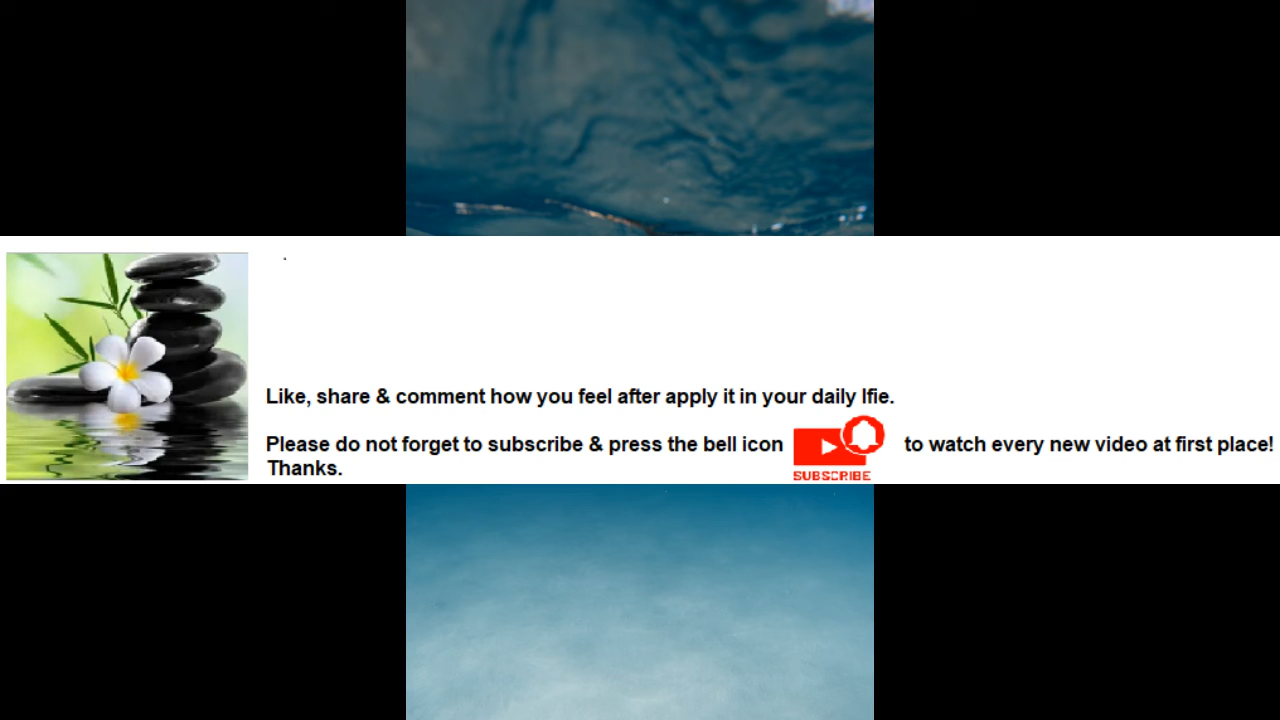 Like, share & comment how you feel after apply it in your daily lfie.
Please do not forget to subscribe & press the bell icon to watch every new video at first place!
SUBSCRIBE
Thanks.